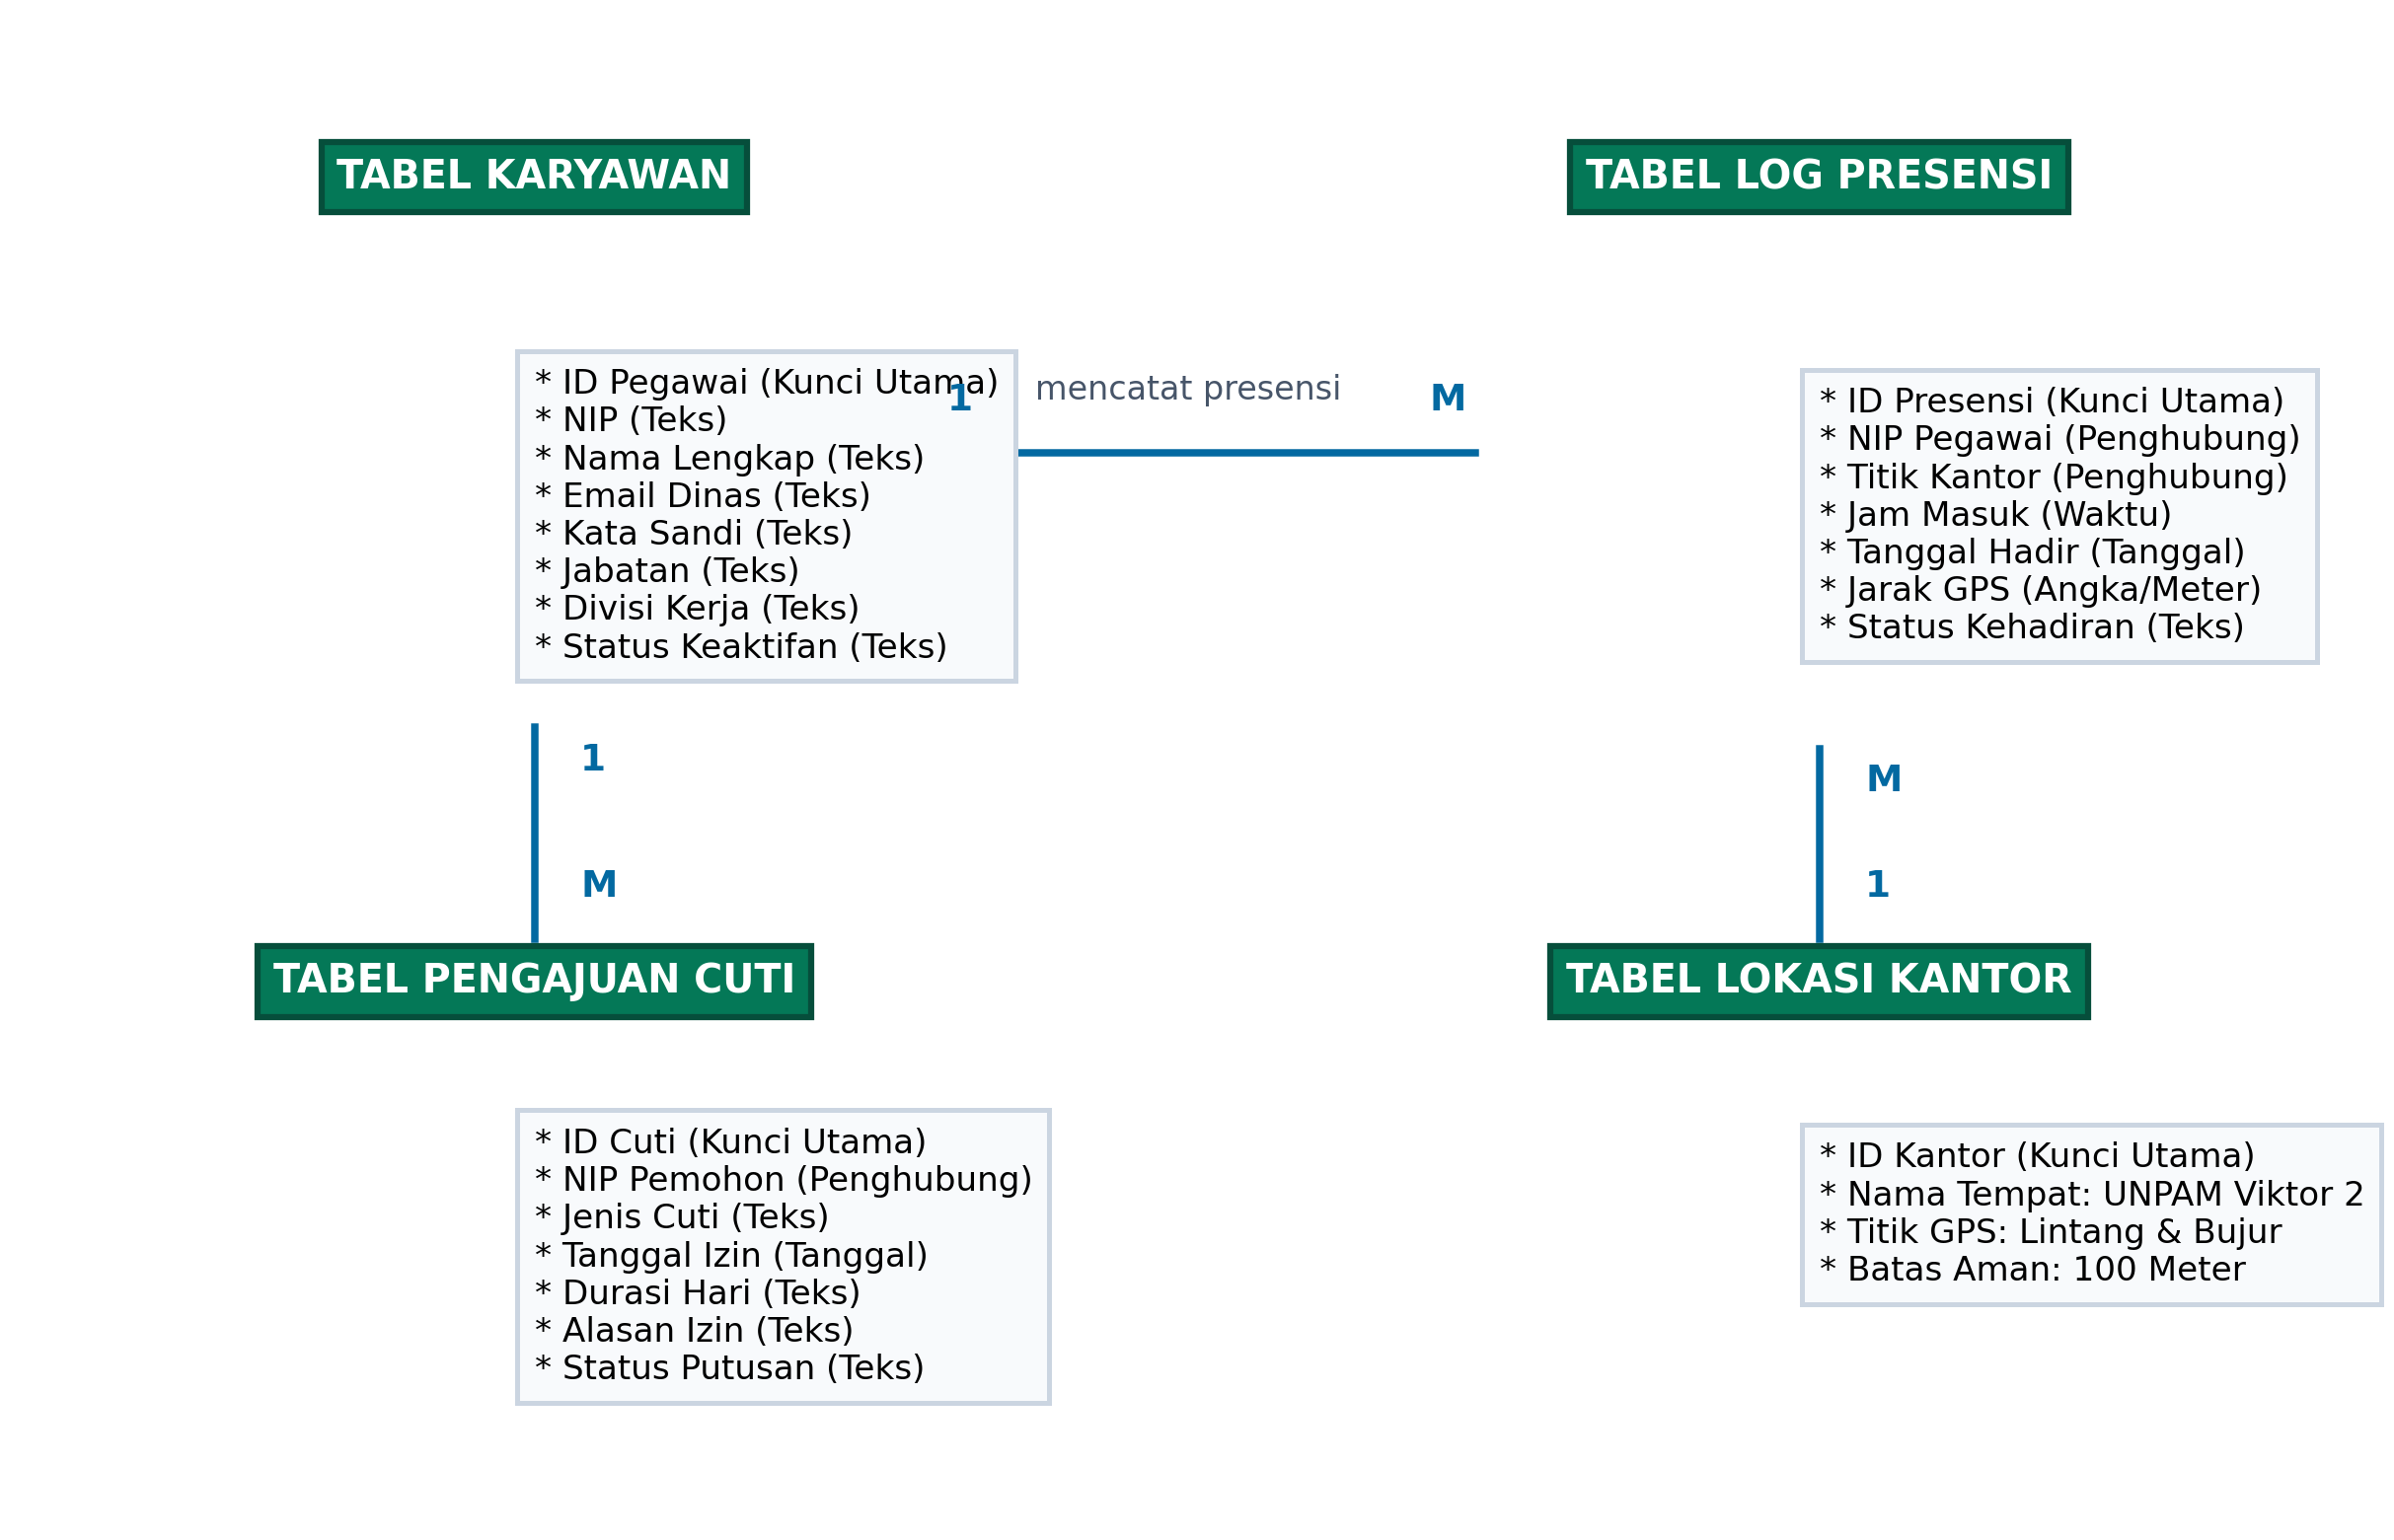 TABEL KARYAWAN
TABEL LOG PRESENSI
* ID Pegawai (Kunci Utama)
* NIP (Teks)
* Nama Lengkap (Teks)
* Email Dinas (Teks)
* Kata Sandi (Teks)
* Jabatan (Teks)
* Divisi Kerja (Teks)
* Status Keaktifan (Teks)
1
mencatat presensi
M
* ID Presensi (Kunci Utama)
* NIP Pegawai (Penghubung)
* Titik Kantor (Penghubung)
* Jam Masuk (Waktu)
* Tanggal Hadir (Tanggal)
* Jarak GPS (Angka/Meter)
* Status Kehadiran (Teks)
1
M
M
1
TABEL PENGAJUAN CUTI
TABEL LOKASI KANTOR
* ID Cuti (Kunci Utama)
* NIP Pemohon (Penghubung)
* Jenis Cuti (Teks)
* Tanggal Izin (Tanggal)
* Durasi Hari (Teks)
* Alasan Izin (Teks)
* Status Putusan (Teks)
* ID Kantor (Kunci Utama)
* Nama Tempat: UNPAM Viktor 2
* Titik GPS: Lintang & Bujur
* Batas Aman: 100 Meter